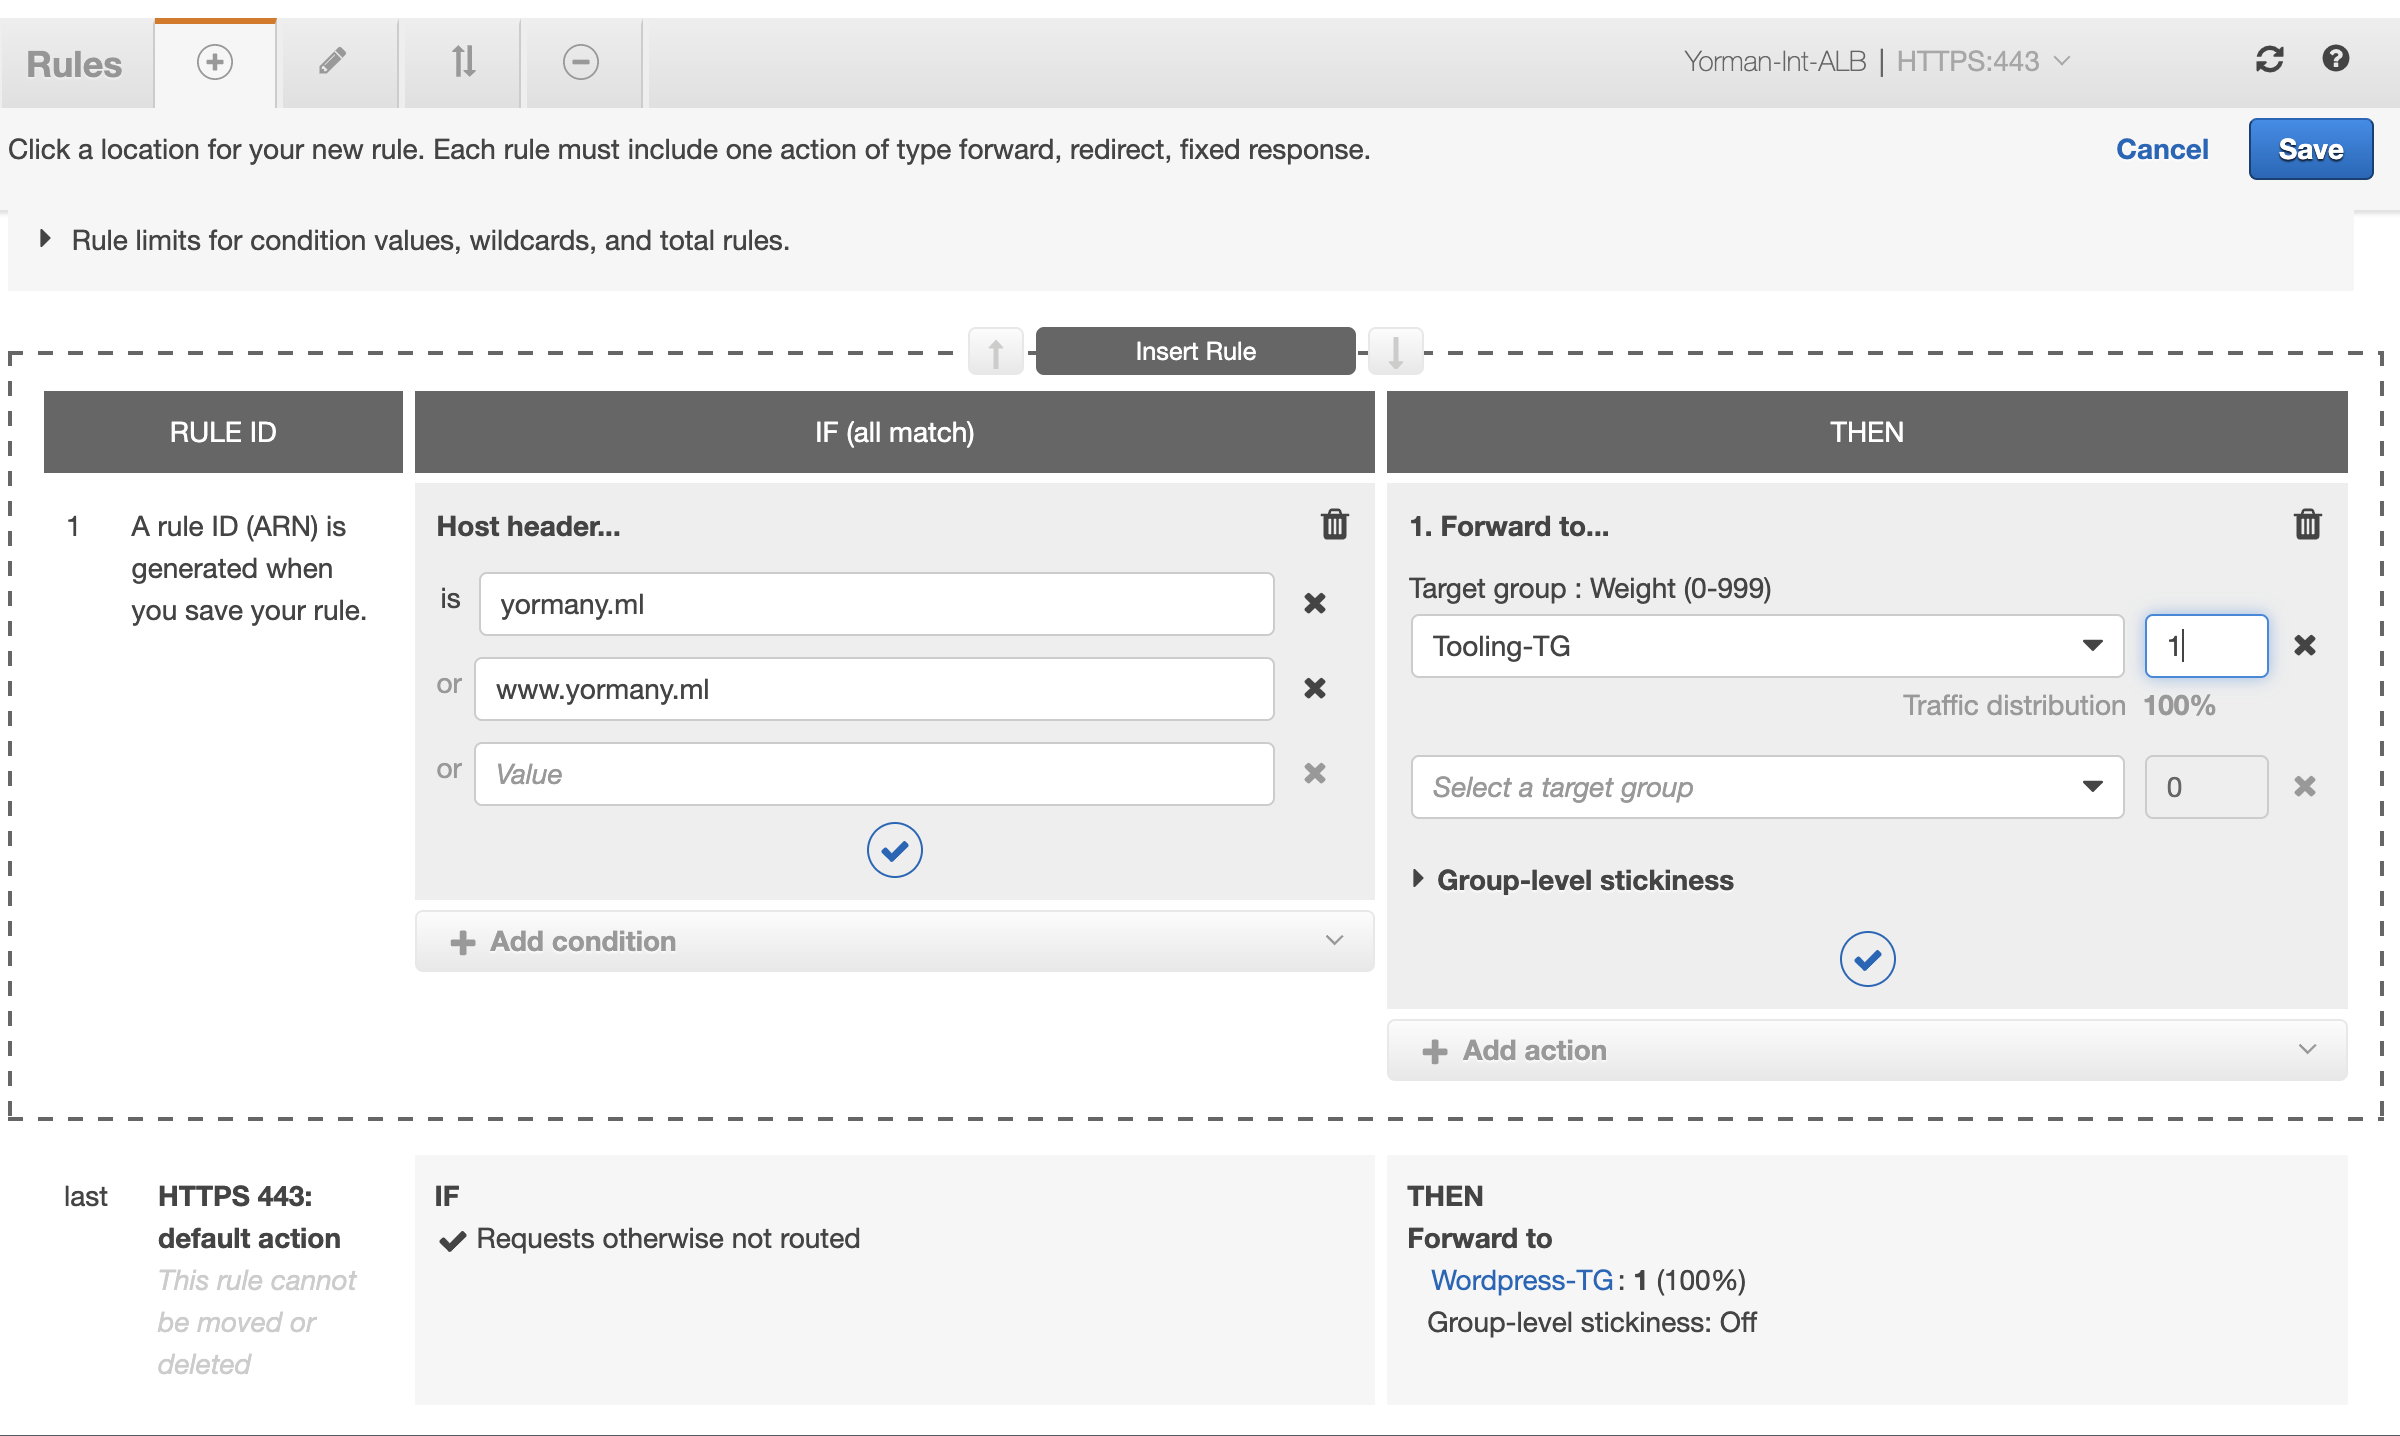 Rules
Yorman-Int-ALB | HTTPS:443
Click a location for your new rule. Each rule must include one action of type forward, redirect, fixed response.
Cancel
Save
Rule limits for condition values, wildcards, and total rules.
Insert Rule
RULE ID
IF (all match)
THEN
1
A rule ID (ARN) is
generated when
you save your rule.
Host header...
is
yormany.ml
or
www.yormany.ml
or
Value
Add condition
1. Forward to...
Target group : Weight (0-999)
Tooling-TG
1
Traffic distribution 100%
Select a target group
0
Group-level stickiness
Add action
last
HTTPS 443:
default action
This rule cannot
be moved or
deleted
IF
Requests otherwise not routed
THEN
Forward to
Wordpress-TG: 1 (100%)
Group-level stickiness: Off